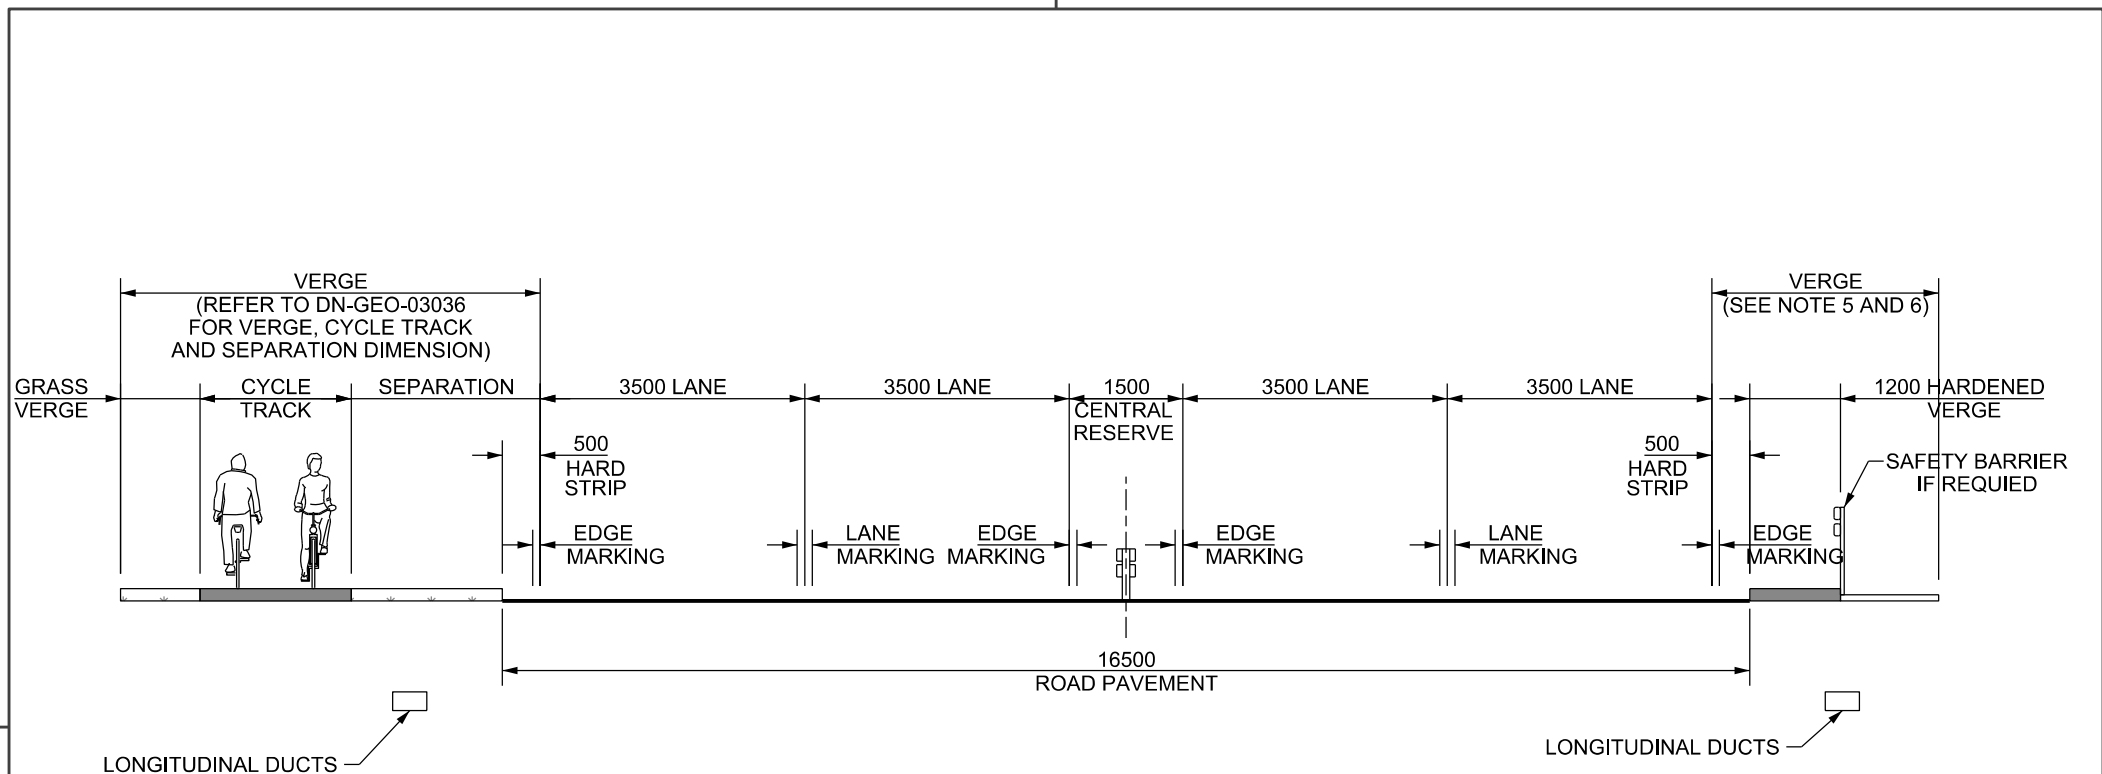 VERGE
(REFER TO DN-GEO-03036
FOR VERGE, CYCLE TRACK
AND SEPARATION DIMENSION)
VERGE
(SEE NOTE 5 AND 6)
GRASS
VERGE
CYCLE
TRACK
SEPARATION
3500 LANE
3500 LANE
1500
CENTRAL
RESERVE
3500 LANE
3500 LANE
1200 HARDENED
VERGE
500
HARD
STRIP
500
HARD
STRIP
SAFETY BARRIER
IF REQUIED
EDGE
MARKING
LANE
MARKING
EDGE
MARKING
EDGE
MARKING
LANE
MARKING
EDGE
MARKING
16500
ROAD PAVEMENT
LONGITUDINAL DUCTS
LONGITUDINAL DUCTS